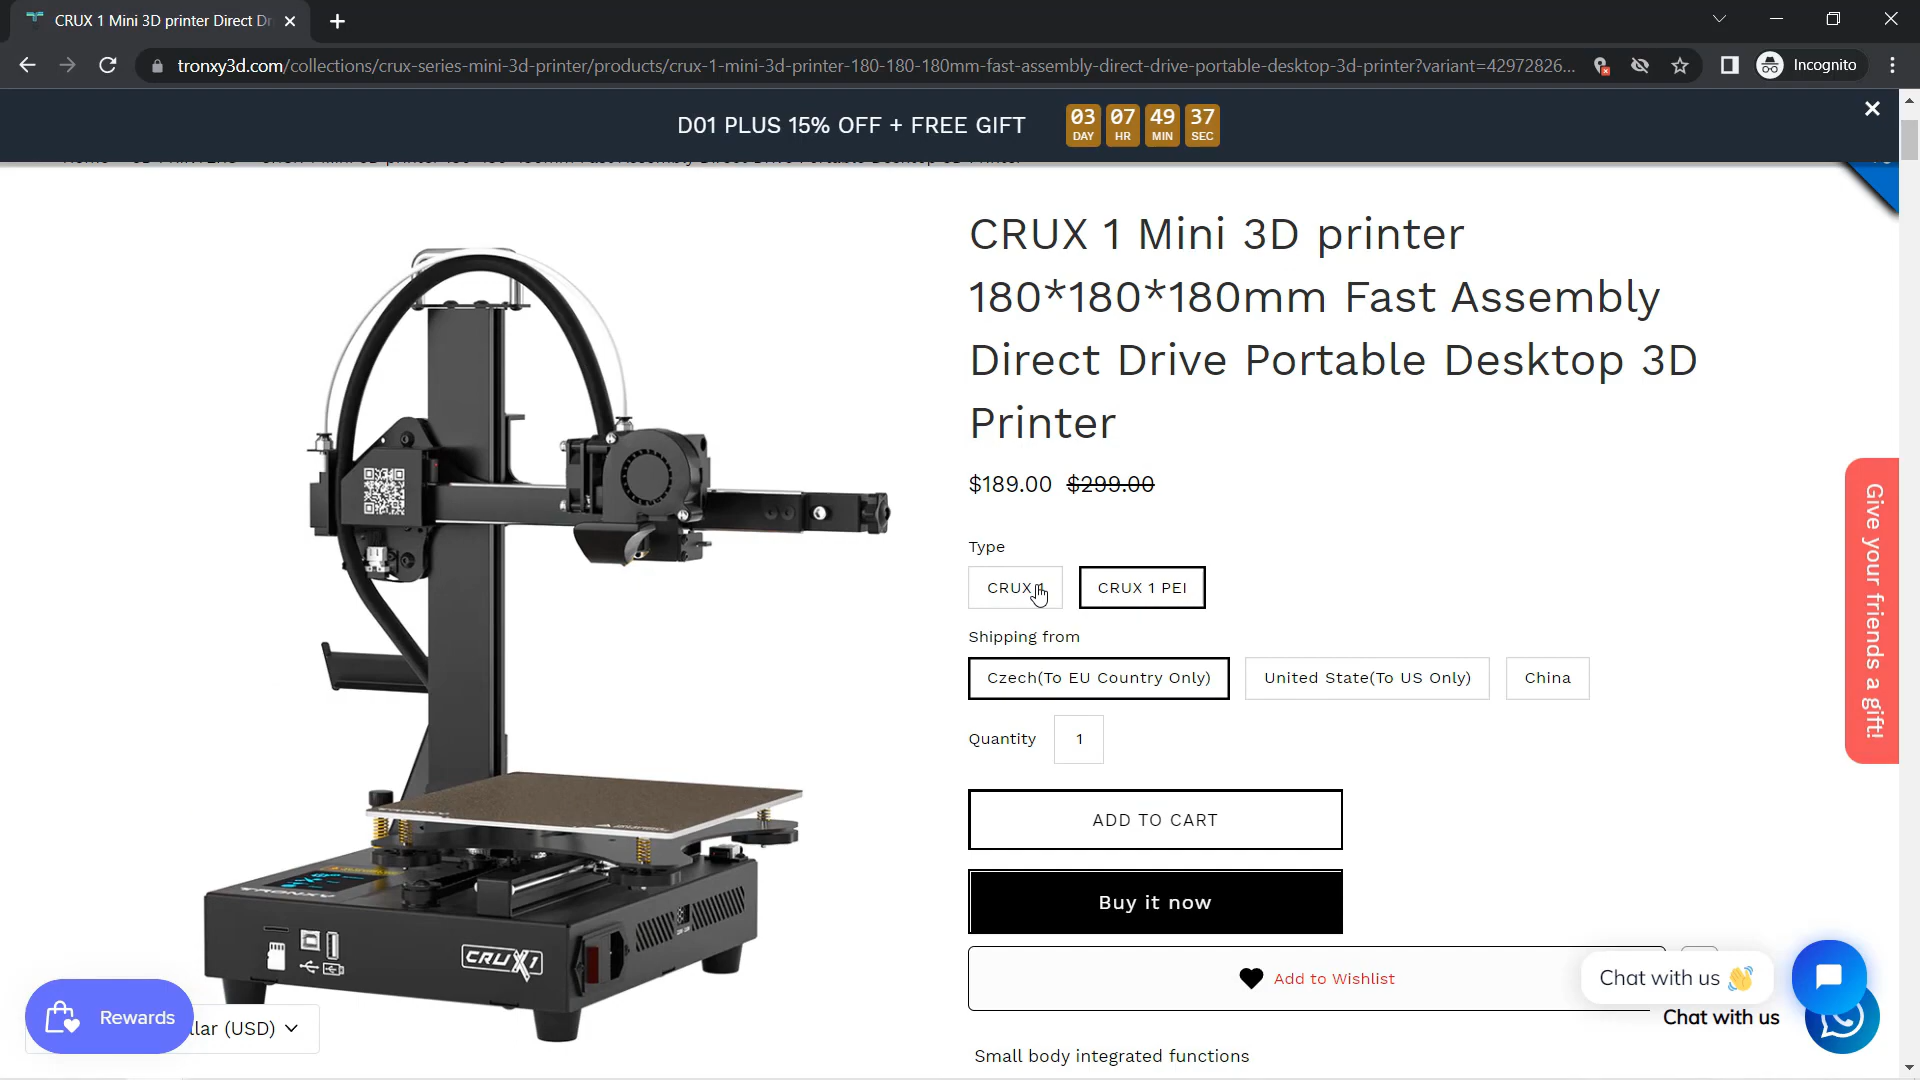 CRUX 1 Mini 3D printer Direct Dr
tronxy3d.com/collections/crux-series-mini-3d-printer/products/crux-1-mini-3d-printer-180-180-180mm-fast-assembly-direct-drive-portable-desktop-3d-printer?variant=42972826...
Incognito
D01 PLUS 15% OFF + FREE GIFT
03 07 49 37
DAY HR MIN SEC
CRUX 1 Mini 3D printer
180*180*180mm Fast Assembly
Direct Drive Portable Desktop 3D
Printer
$189.00 $299.00
Type
CRUX 1 CRUX 1 PEI
Shipping from
Czech(To EU Country Only) United State(To US Only) China
Quantity 1
ADD TO CART
Buy it now
Add to Wishlist
Small body integrated functions
Give your friends a gift!
Chat with us 👋
Chat with us
Rewards
llar (USD)
TRONXY
CRUX1